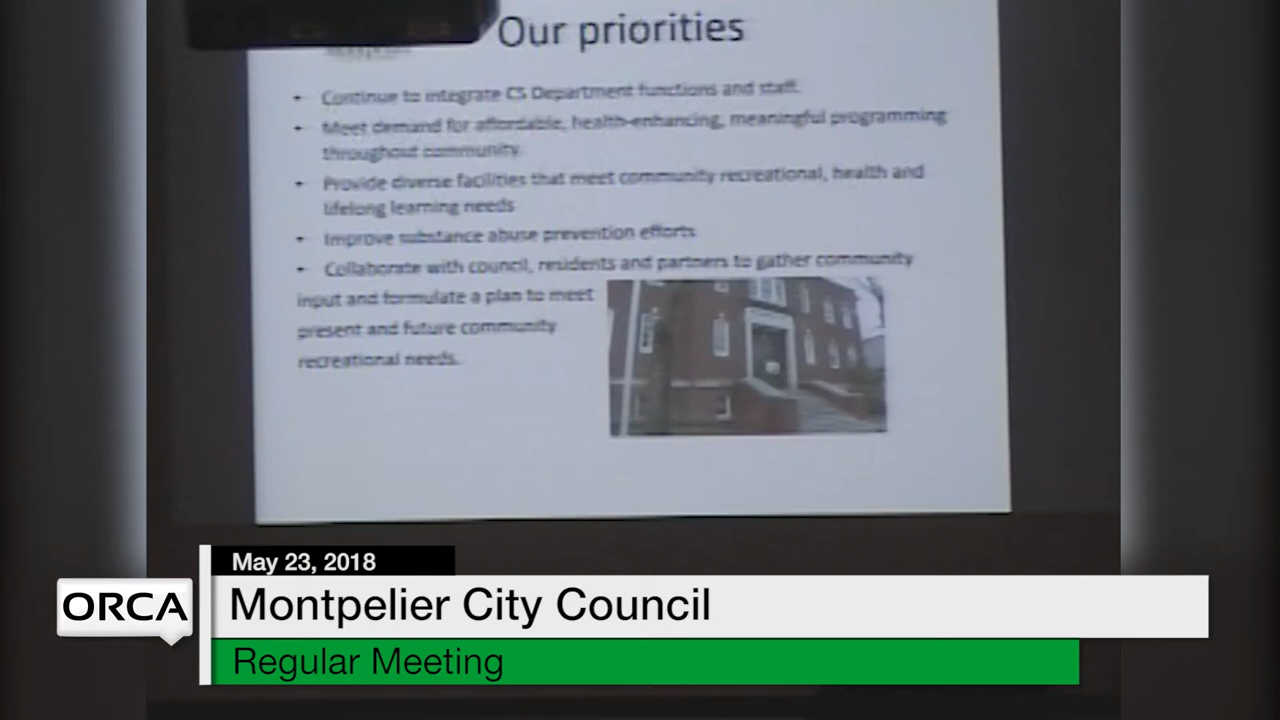 Our priorities
• Continue to integrate CS Department functions and staff.
• Meet demand for affordable, health-enhancing, meaningful programming
throughout community.
• Provide diverse facilities that meet community recreational, health and
lifelong learning needs
• Improve substance abuse prevention efforts
• Collaborate with council, residents and partners to gather community
input and formulate a plan to meet
present and future community
recreational needs.
May 23, 2018
ORCA
Montpelier City Council
Regular Meeting